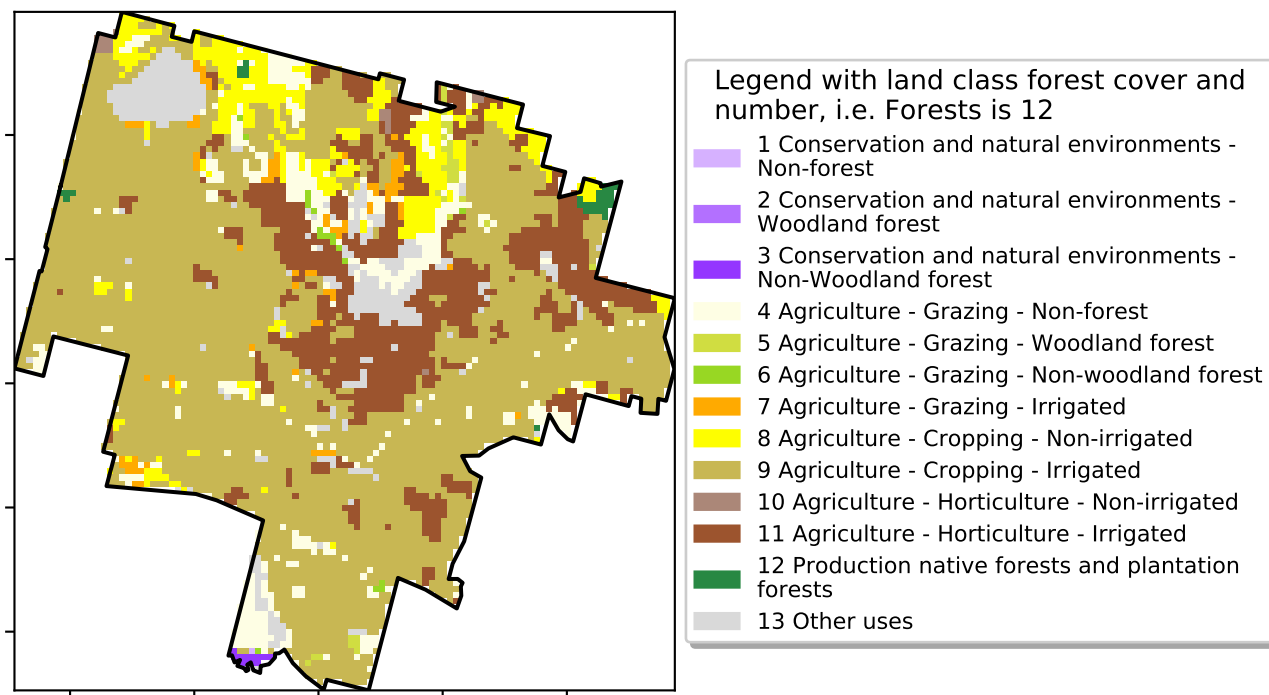 Legend with land class forest cover and
number, i.e. Forests is 12
1 Conservation and natural environments -
Non-forest
2 Conservation and natural environments -
Woodland forest
3 Conservation and natural environments -
Non-Woodland forest
4 Agriculture - Grazing - Non-forest
5 Agriculture - Grazing - Woodland forest
6 Agriculture - Grazing - Non-woodland forest
7 Agriculture - Grazing - Irrigated
8 Agriculture - Cropping - Non-irrigated
9 Agriculture - Cropping - Irrigated
10 Agriculture - Horticulture - Non-irrigated
11 Agriculture - Horticulture - Irrigated
12 Production native forests and plantation
forests
13 Other uses